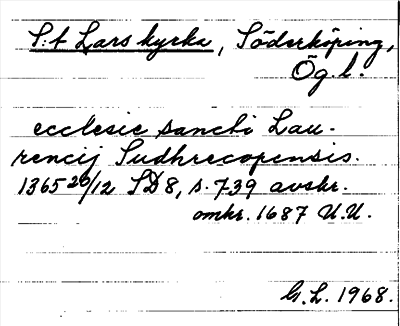 S:t Lars kyrka, Söderköping,
Ög. l.
ecclesie sancti Lau-
rencij Sudhrecopensis.
1365 20/12 SD 8, s. 739 avskr.
omkr. 1687 U.U.
G.L. 1968.